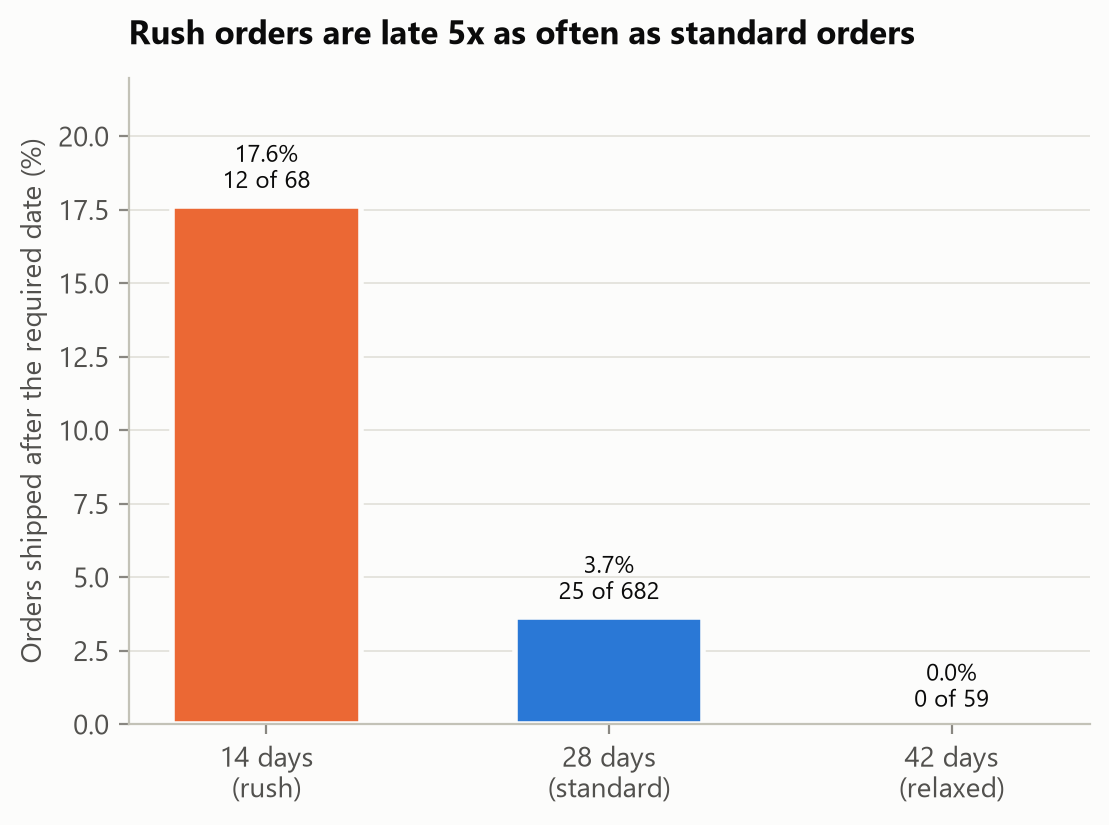 Rush orders are late 5x as often as standard orders
Orders shipped after the required date (%)
20.0
17.5
15.0
12.5
10.0
7.5
5.0
2.5
0.0
17.6%
12 of 68
3.7%
25 of 682
0.0%
0 of 59
14 days
(rush)
28 days
(standard)
42 days
(relaxed)